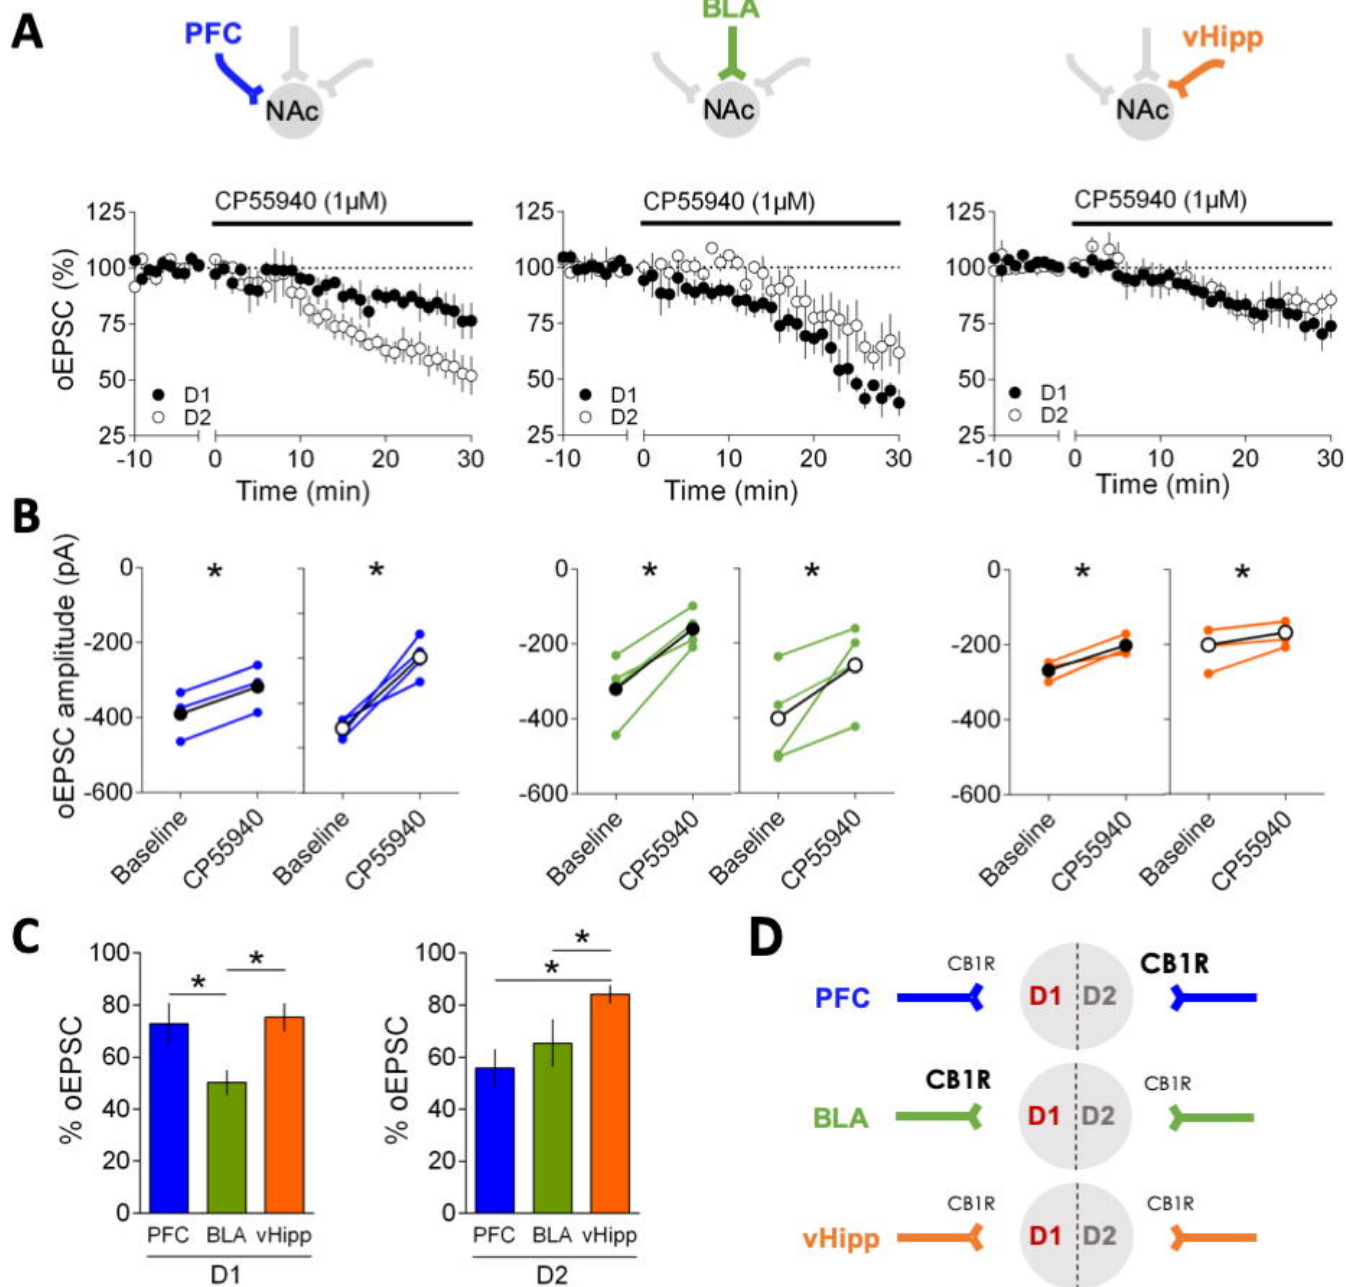 A
PFC
NAc
BLA
NAc
vHipp
NAc
CP55940 (1µM)
125
100
75
50
25
oEPSC (%)
D1
D2
-10
0
10
20
30
Time (min)
CP55940 (1µM)
125
100
75
50
25
D1
D2
-10
0
10
20
30
Time (min)
CP55940 (1µM)
125
100
75
50
25
D1
D2
-10
0
10
20
30
Time (min)
B
oEPSC amplitude (pA)
0
-200
-400
-600
*
*
Baseline
CP55940
Baseline
CP55940
0
-200
-400
-600
*
*
Baseline
CP55940
Baseline
CP55940
0
-200
-400
-600
*
*
Baseline
CP55940
Baseline
CP55940
C
% oEPSC
100
80
60
40
20
0
*
*
PFC BLA vHipp
D1
% oEPSC
100
80
60
40
20
0
*
*
PFC BLA vHipp
D2
D
CB1R
CB1R
PFC
D1
D2
CB1R
CB1R
BLA
D1
D2
CB1R
CB1R
vHipp
D1
D2